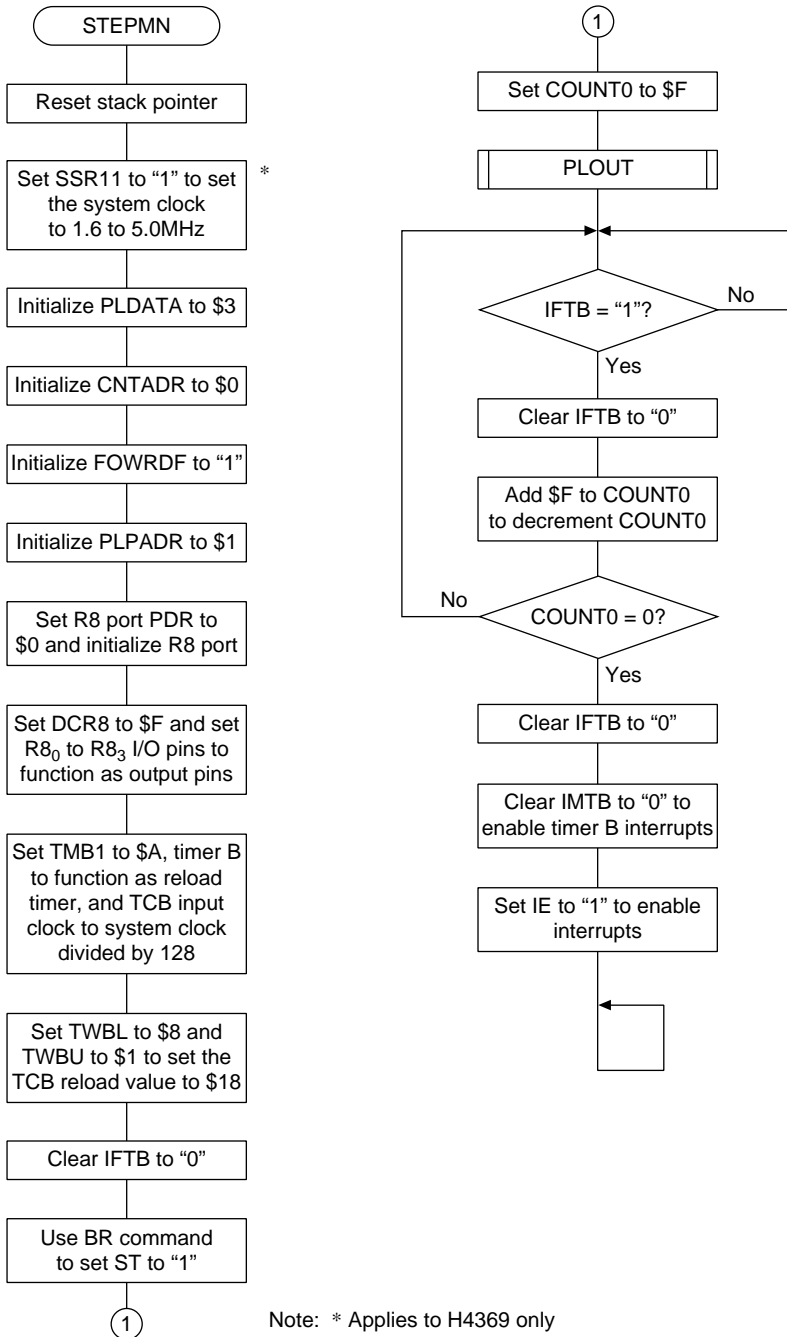 STEPMN
Reset stack pointer
Set SSR11 to “1” to set
the system clock
to 1.6 to 5.0MHz
*
Initialize PLDATA to $3
Initialize CNTADR to $0
Initialize FOWRDF to “1”
Initialize PLPADR to $1
Set R8 port PDR to
$0 and initialize R8 port
Set DCR8 to $F and set
R8₀ to R8₃ I/O pins to
function as output pins
Set TMB1 to $A, timer B
to function as reload
timer, and TCB input
clock to system clock
divided by 128
Set TWBL to $8 and
TWBU to $1 to set the
TCB reload value to $18
Clear IFTB to “0”
Use BR command
to set ST to “1”
1
1
Set COUNT0 to $F
PLOUT
IFTB = “1”?
No
Yes
Clear IFTB to “0”
Add $F to COUNT0
to decrement COUNT0
No
COUNT0 = 0?
Yes
Clear IFTB to “0”
Clear IMTB to “0” to
enable timer B interrupts
Set IE to “1” to enable
interrupts
Note: * Applies to H4369 only